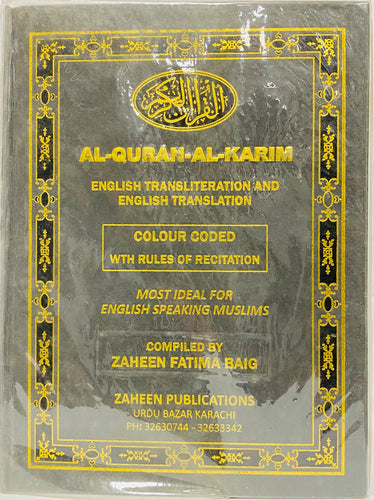 القرآن الكريم
AL-QURÁN-AL-KARIM
ENGLISH TRANSLITERATION AND
ENGLISH TRANSLATION
COLOUR CODED
WTH RULES OF RECITATION
MOST IDEAL FOR
ENGLISH SPEAKING MUSLIMS
COMPILED BY
ZAHEEN FATIMA BAIG
ZAHEEN PUBLICATIONS
URDU BAZAR KARACHI
PH: 32630744 - 32633342